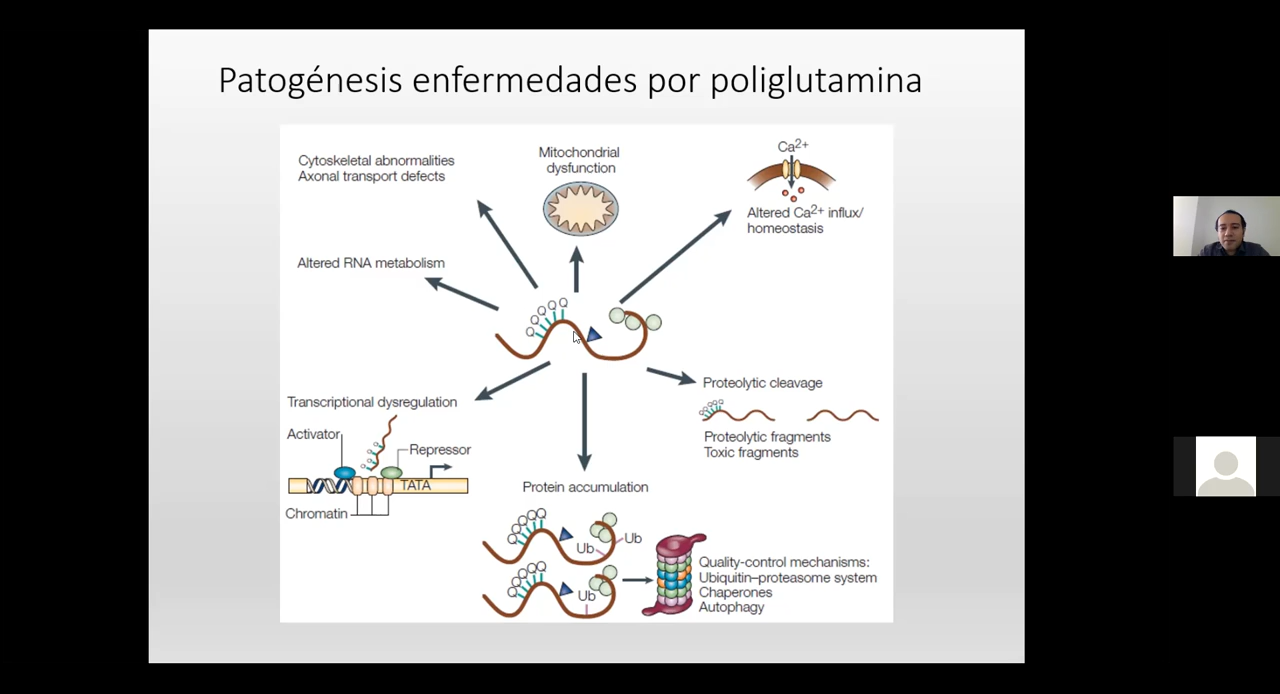 Patogénesis enfermedades por poliglutamina
Cytoskeletal abnormalities
Axonal transport defects
Mitochondrial
dysfunction
Ca2+
Altered Ca2+ influx/
homeostasis
Altered RNA metabolism
Q Q Q Q Q
Transcriptional dysregulation
Activator
Repressor
TATA
Chromatin
Proteolytic cleavage
Q Q Q Q Q
Proteolytic fragments
Toxic fragments
Protein accumulation
Q Q Q Q Q
Ub
Ub
Q Q Q Q Q
Ub
Quality-control mechanisms:
Ubiquitin–proteasome system
Chaperones
Autophagy